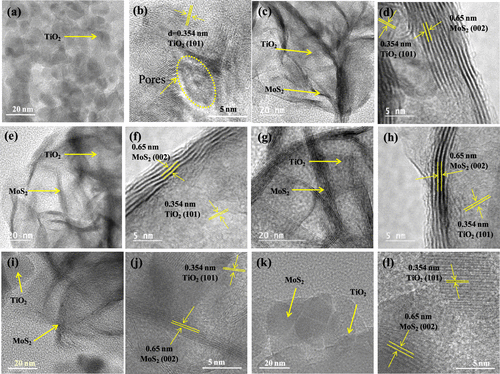 (a)
TiO2
20 nm
(b)
d=0.354 nm
TiO2 (101)
Pores
5 nm
(c)
TiO2
MoS2
20 nm
(d)
0.65 nm
MoS2 (002)
0.354 nm
TiO2 (101)
5 nm
(e)
TiO2
MoS2
20 nm
(f)
0.65 nm
MoS2 (002)
0.354 nm
TiO2 (101)
5 nm
(g)
TiO2
MoS2
20 nm
(h)
0.65 nm
MoS2 (002)
0.354 nm
TiO2 (101)
5 nm
(i)
TiO2
MoS2
20 nm
(j)
0.354 nm
TiO2 (101)
0.65 nm
MoS2 (002)
5 nm
(k)
MoS2
TiO2
20 nm
(l)
0.354 nm
TiO2 (101)
0.65 nm
MoS2 (002)
5 nm